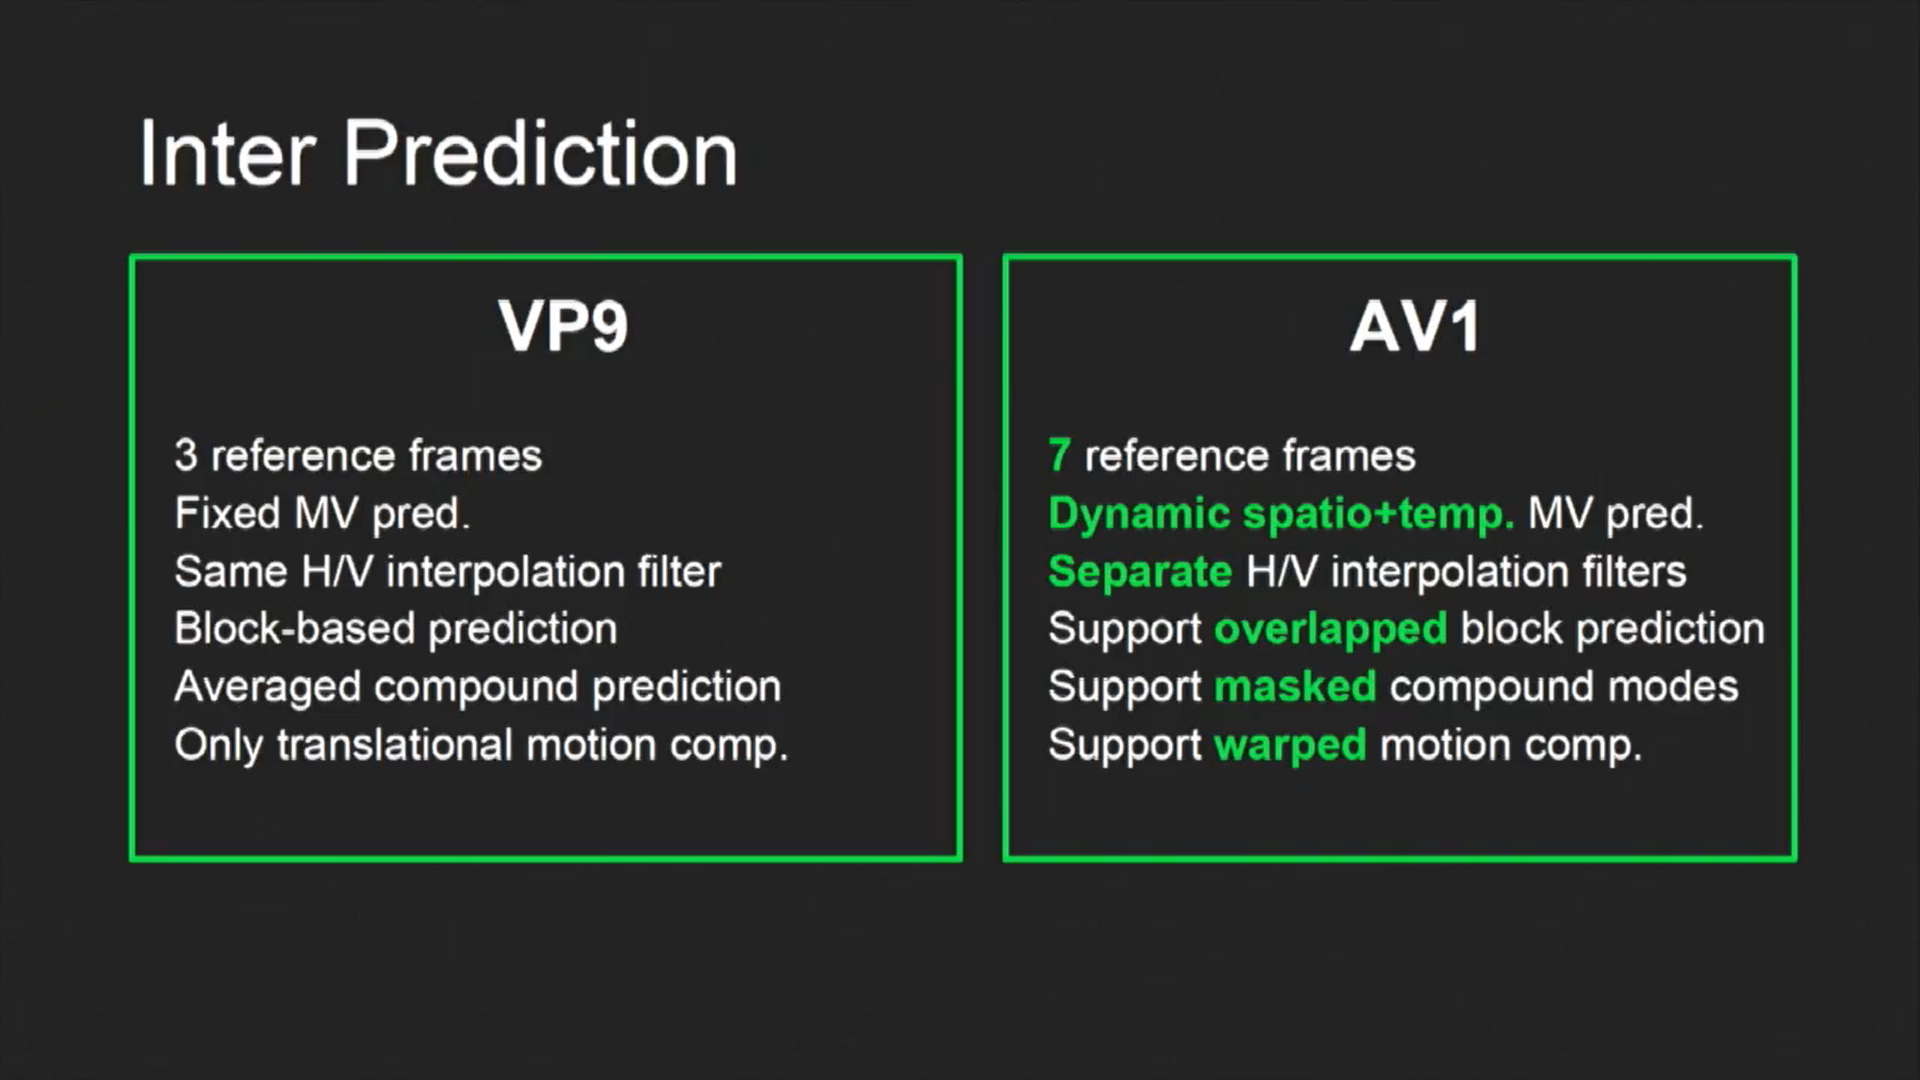 Inter Prediction
VP9
3 reference frames
Fixed MV pred.
Same H/V interpolation filter
Block-based prediction
Averaged compound prediction
Only translational motion comp.
AV1
7 reference frames
Dynamic spatio+temp. MV pred.
Separate H/V interpolation filters
Support overlapped block prediction
Support masked compound modes
Support warped motion comp.